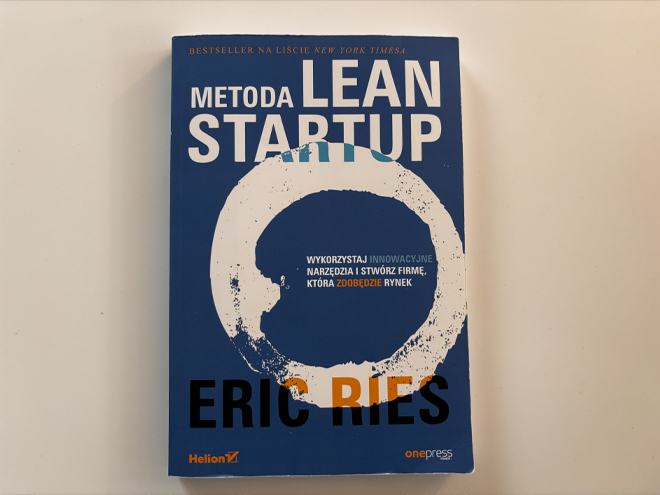 BESTSELLER NA LIŚCIE NEW YORK TIMESA
METODA LEAN
STARTUP
WYKORZYSTAJ INNOWACYJNE
NARZĘDZIA I STWÓRZ FIRMĘ,
KTÓRA ZDOBĘDZIE RYNEK
ERIC RIES
Helion
onepress